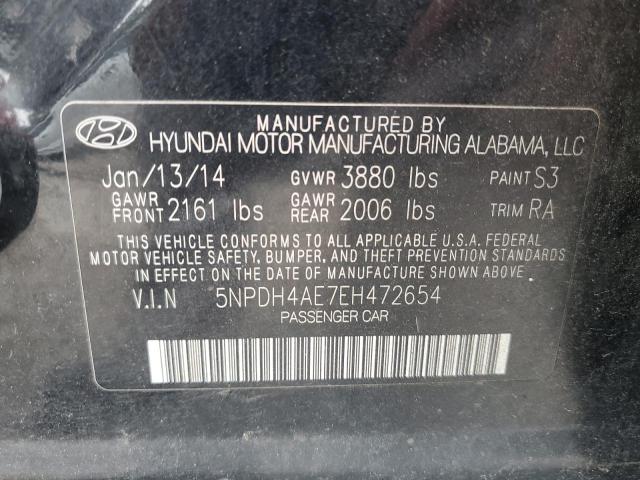 MANUFACTURED BY
HYUNDAI MOTOR MANUFACTURING ALABAMA, LLC
Jan/13/14 GVWR 3880 lbs PAINT S3
GAWR FRONT 2161 lbs GAWR REAR 2006 lbs TRIM RA
THIS VEHICLE CONFORMS TO ALL APPLICABLE U.S.A. FEDERAL
MOTOR VEHICLE SAFETY, BUMPER, AND THEFT PREVENTION STANDARDS
IN EFFECT ON THE DATE OF MANUFACTURE SHOWN ABOVE.
V.I.N 5NPDH4AE7EH472654
PASSENGER CAR